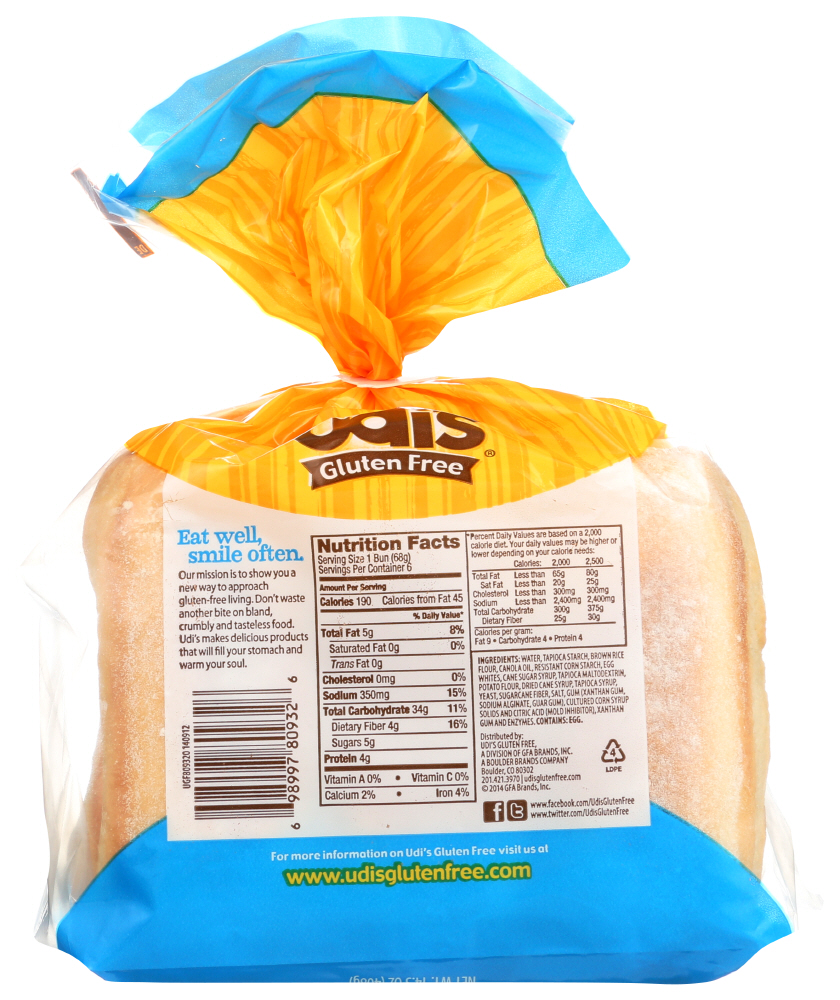 udi's
Gluten Free
®
Eat well,
smile often.
Our mission is to show you a
new way to approach
gluten-free living. Don't waste
another bite on bland,
crumbly and tasteless food.
Udi's makes delicious products
that will fill your stomach and
warm your soul.
UGFB09320 140912
6 98997 80932 6
Nutrition Facts
Serving Size 1 Bun (68g)
Servings Per Container 6
Amount Per Serving
Calories 190 Calories from Fat 45
% Daily Value*
Total Fat 5g 8%
Saturated Fat 0g 0%
Trans Fat 0g
Cholesterol 0mg 0%
Sodium 350mg 15%
Total Carbohydrate 34g 11%
Dietary Fiber 4g 16%
Sugars 5g
Protein 4g
Vitamin A 0% • Vitamin C 0%
Calcium 2% • Iron 4%
*Percent Daily Values are based on a 2,000
calorie diet. Your daily values may be higher or
lower depending on your calorie needs:
Calories: 2,000 2,500
Total Fat Less than 65g 80g
Sat Fat Less than 20g 25g
Cholesterol Less than 300mg 300mg
Sodium Less than 2,400mg 2,400mg
Total Carbohydrate 300g 375g
Dietary Fiber 25g 30g
Calories per gram:
Fat 9 • Carbohydrate 4 • Protein 4
INGREDIENTS: WATER, TAPIOCA STARCH, BROWN RICE
FLOUR, CANOLA OIL, RESISTANT CORN STARCH, EGG
WHITES, CANE SUGAR SYRUP, TAPIOCA MALTODEXTRIN,
POTATO FLOUR, DRIED CANE SYRUP, TAPIOCA SYRUP,
YEAST, SUGARCANE FIBER, SALT, GUM (XANTHAN GUM,
SODIUM ALGINATE, GUAR GUM), CULTURED CORN SYRUP
SOLIDS AND CITRIC ACID (MOLD INHIBITOR), XANTHAN
GUM AND ENZYMES. CONTAINS: EGG.
Distributed by:
UDI'S GLUTEN FREE,
A DIVISION OF GFA BRANDS, INC.
A BOULDER BRANDS COMPANY
Boulder, CO 80302
201.421.3970 | udisglutenfree.com
© 2014 GFA Brands, Inc.
4
LDPE
www.facebook.com/UdisGlutenFree
www.twitter.com/UdisGlutenFree
For more information on Udi's Gluten Free visit us at
www.udisglutenfree.com
NET WT. 14.3 OZ (406g)